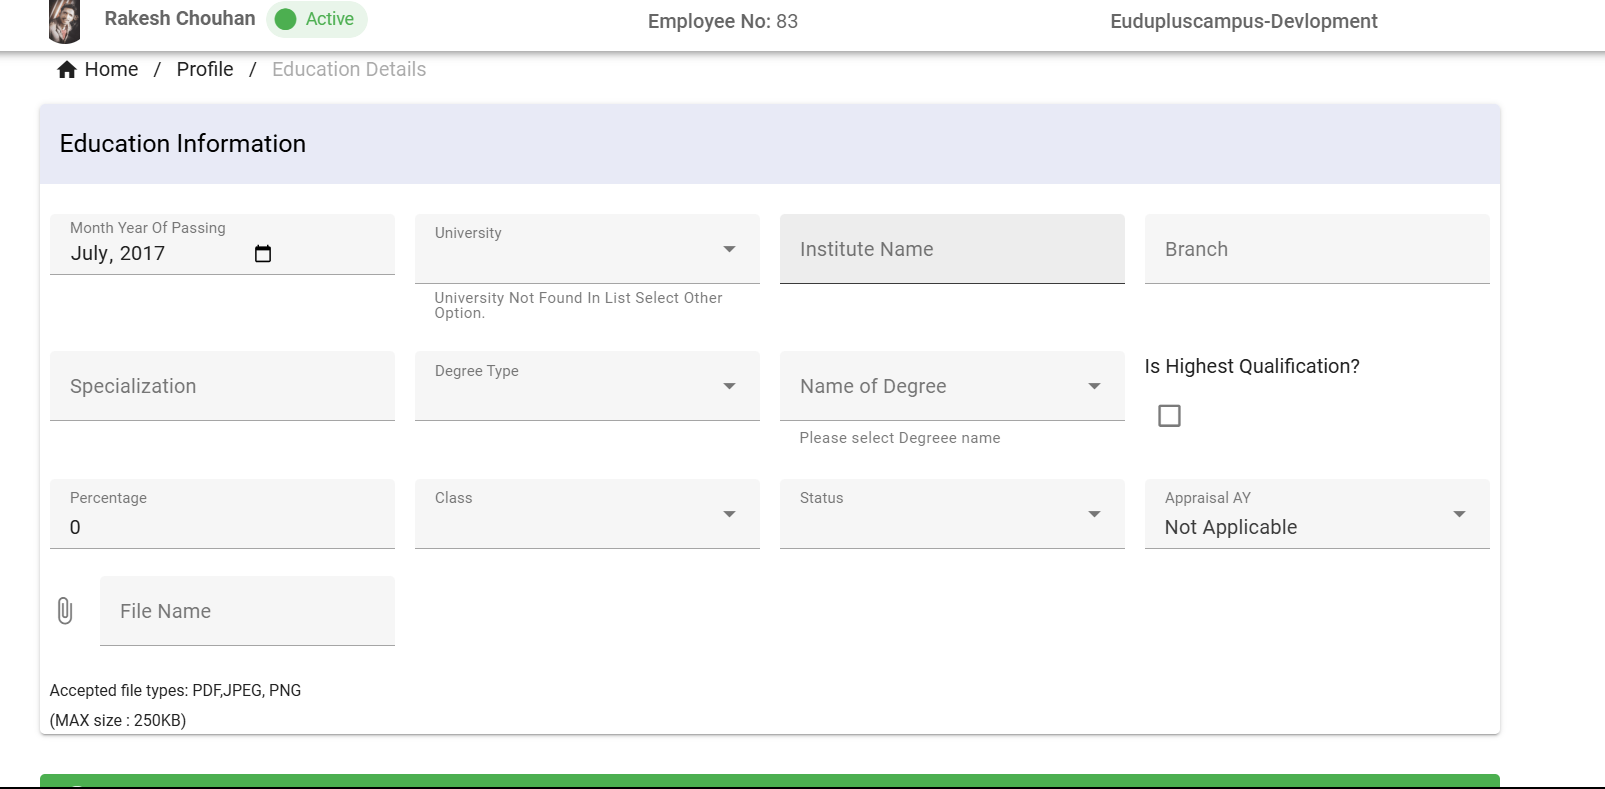 Rakesh Chouhan Active Employee No: 83 Eudupluscampus-Devlopment
Home / Profile / Education Details
Education Information
Month Year Of Passing
July, 2017
University
Institute Name
Branch
University Not Found In List Select Other
Option.
Specialization
Degree Type
Name of Degree
Please select Degreee name
Is Highest Qualification?
Percentage
0
Class
Status
Appraisal AY
Not Applicable
File Name
Accepted file types: PDF,JPEG, PNG
(MAX size : 250KB)